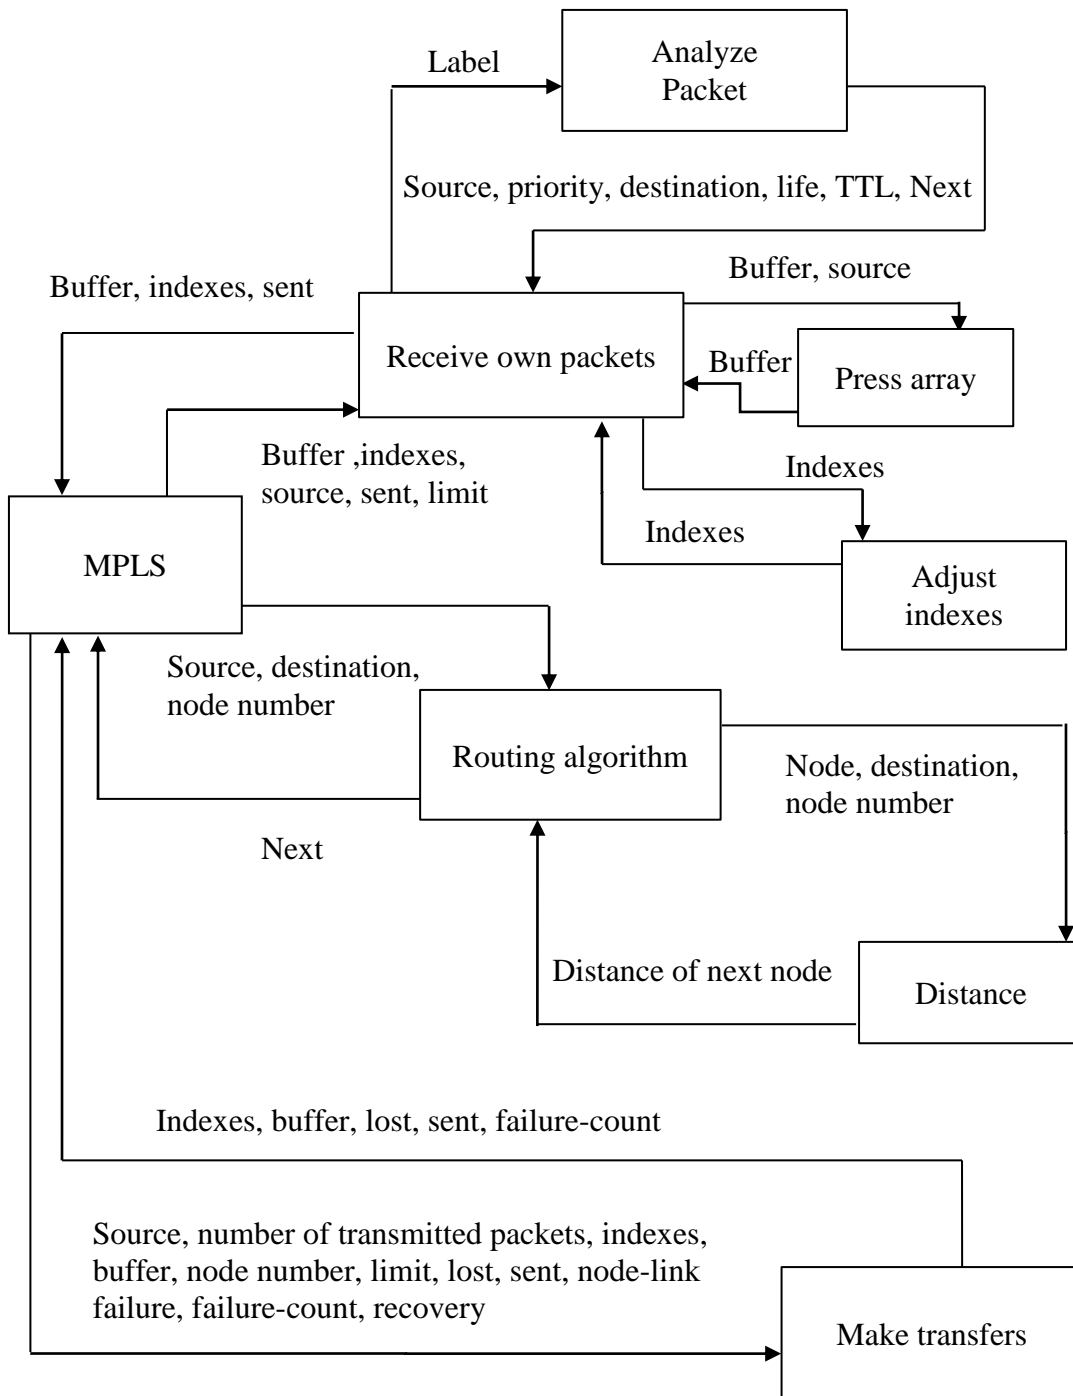 Label
Analyze
Packet
Source, priority, destination, life, TTL, Next
Buffer, indexes, sent
Buffer, source
Receive own packets
Buffer
Press array
Buffer ,indexes,
source, sent, limit
Indexes
Indexes
MPLS
Adjust
indexes
Source, destination,
node number
Routing algorithm
Node, destination,
node number
Next
Distance of next node
Distance
Indexes, buffer, lost, sent, failure-count
Source, number of transmitted packets, indexes,
buffer, node number, limit, lost, sent, node-link
failure, failure-count, recovery
Make transfers